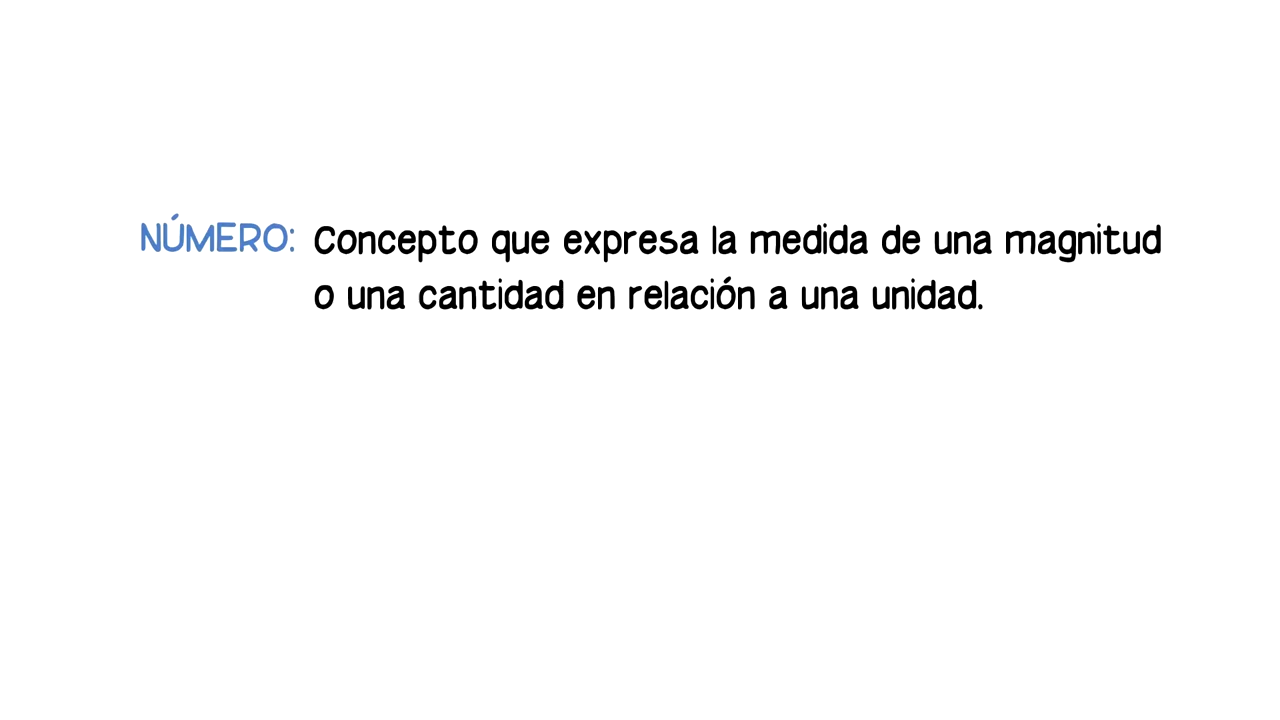 NÚMERO: Concepto que expresa la medida de una magnitud
o una cantidad en relación a una unidad.